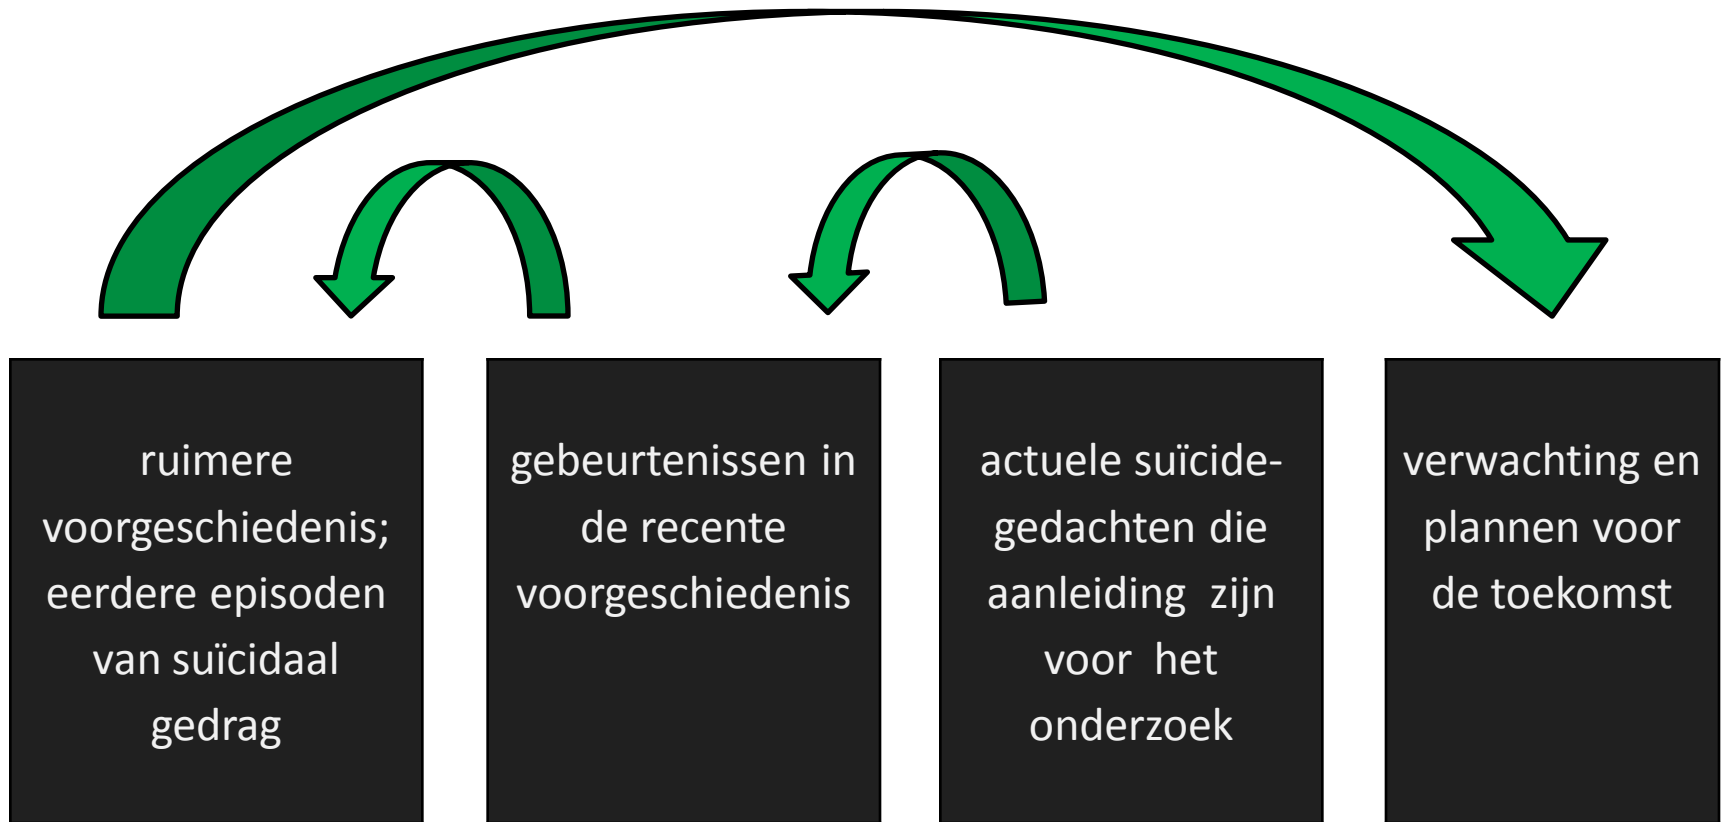 ruimere
voorgeschiedenis;
eerdere episoden
van suïcidaal
gedrag
gebeurtenissen in
de recente
voorgeschiedenis
actuele suïcide-
gedachten die
aanleiding zijn
voor het
onderzoek
verwachting en
plannen voor
de toekomst